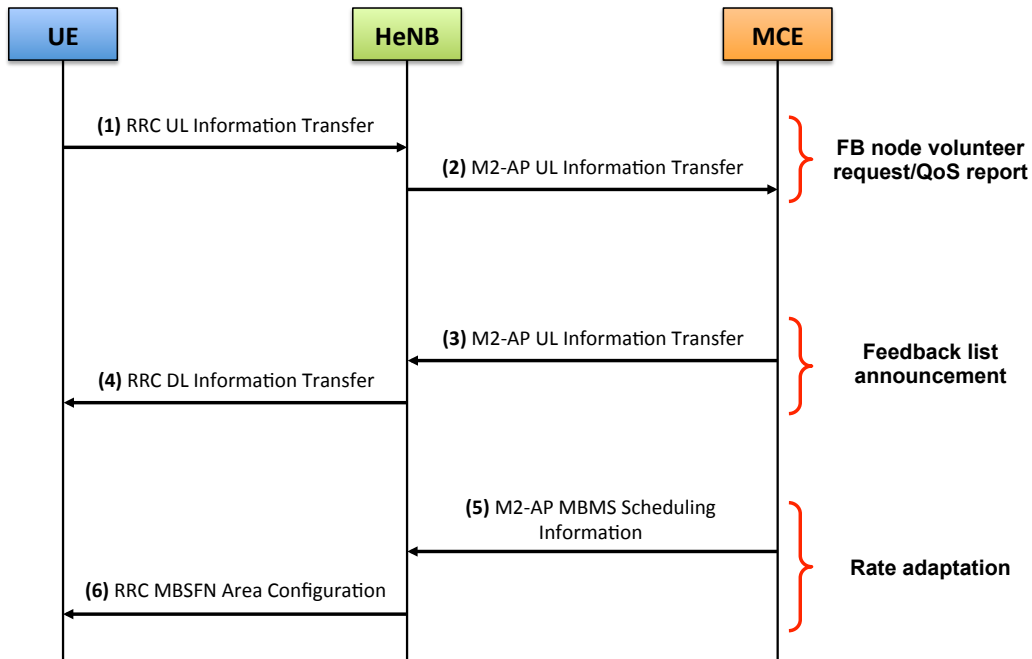 UE
HeNB
MCE
(1) RRC UL Information Transfer
(2) M2-AP UL Information Transfer
FB node volunteer
request/QoS report
(3) M2-AP UL Information Transfer
(4) RRC DL Information Transfer
Feedback list
announcement
(5) M2-AP MBMS Scheduling
Information
(6) RRC MBSFN Area Configuration
Rate adaptation